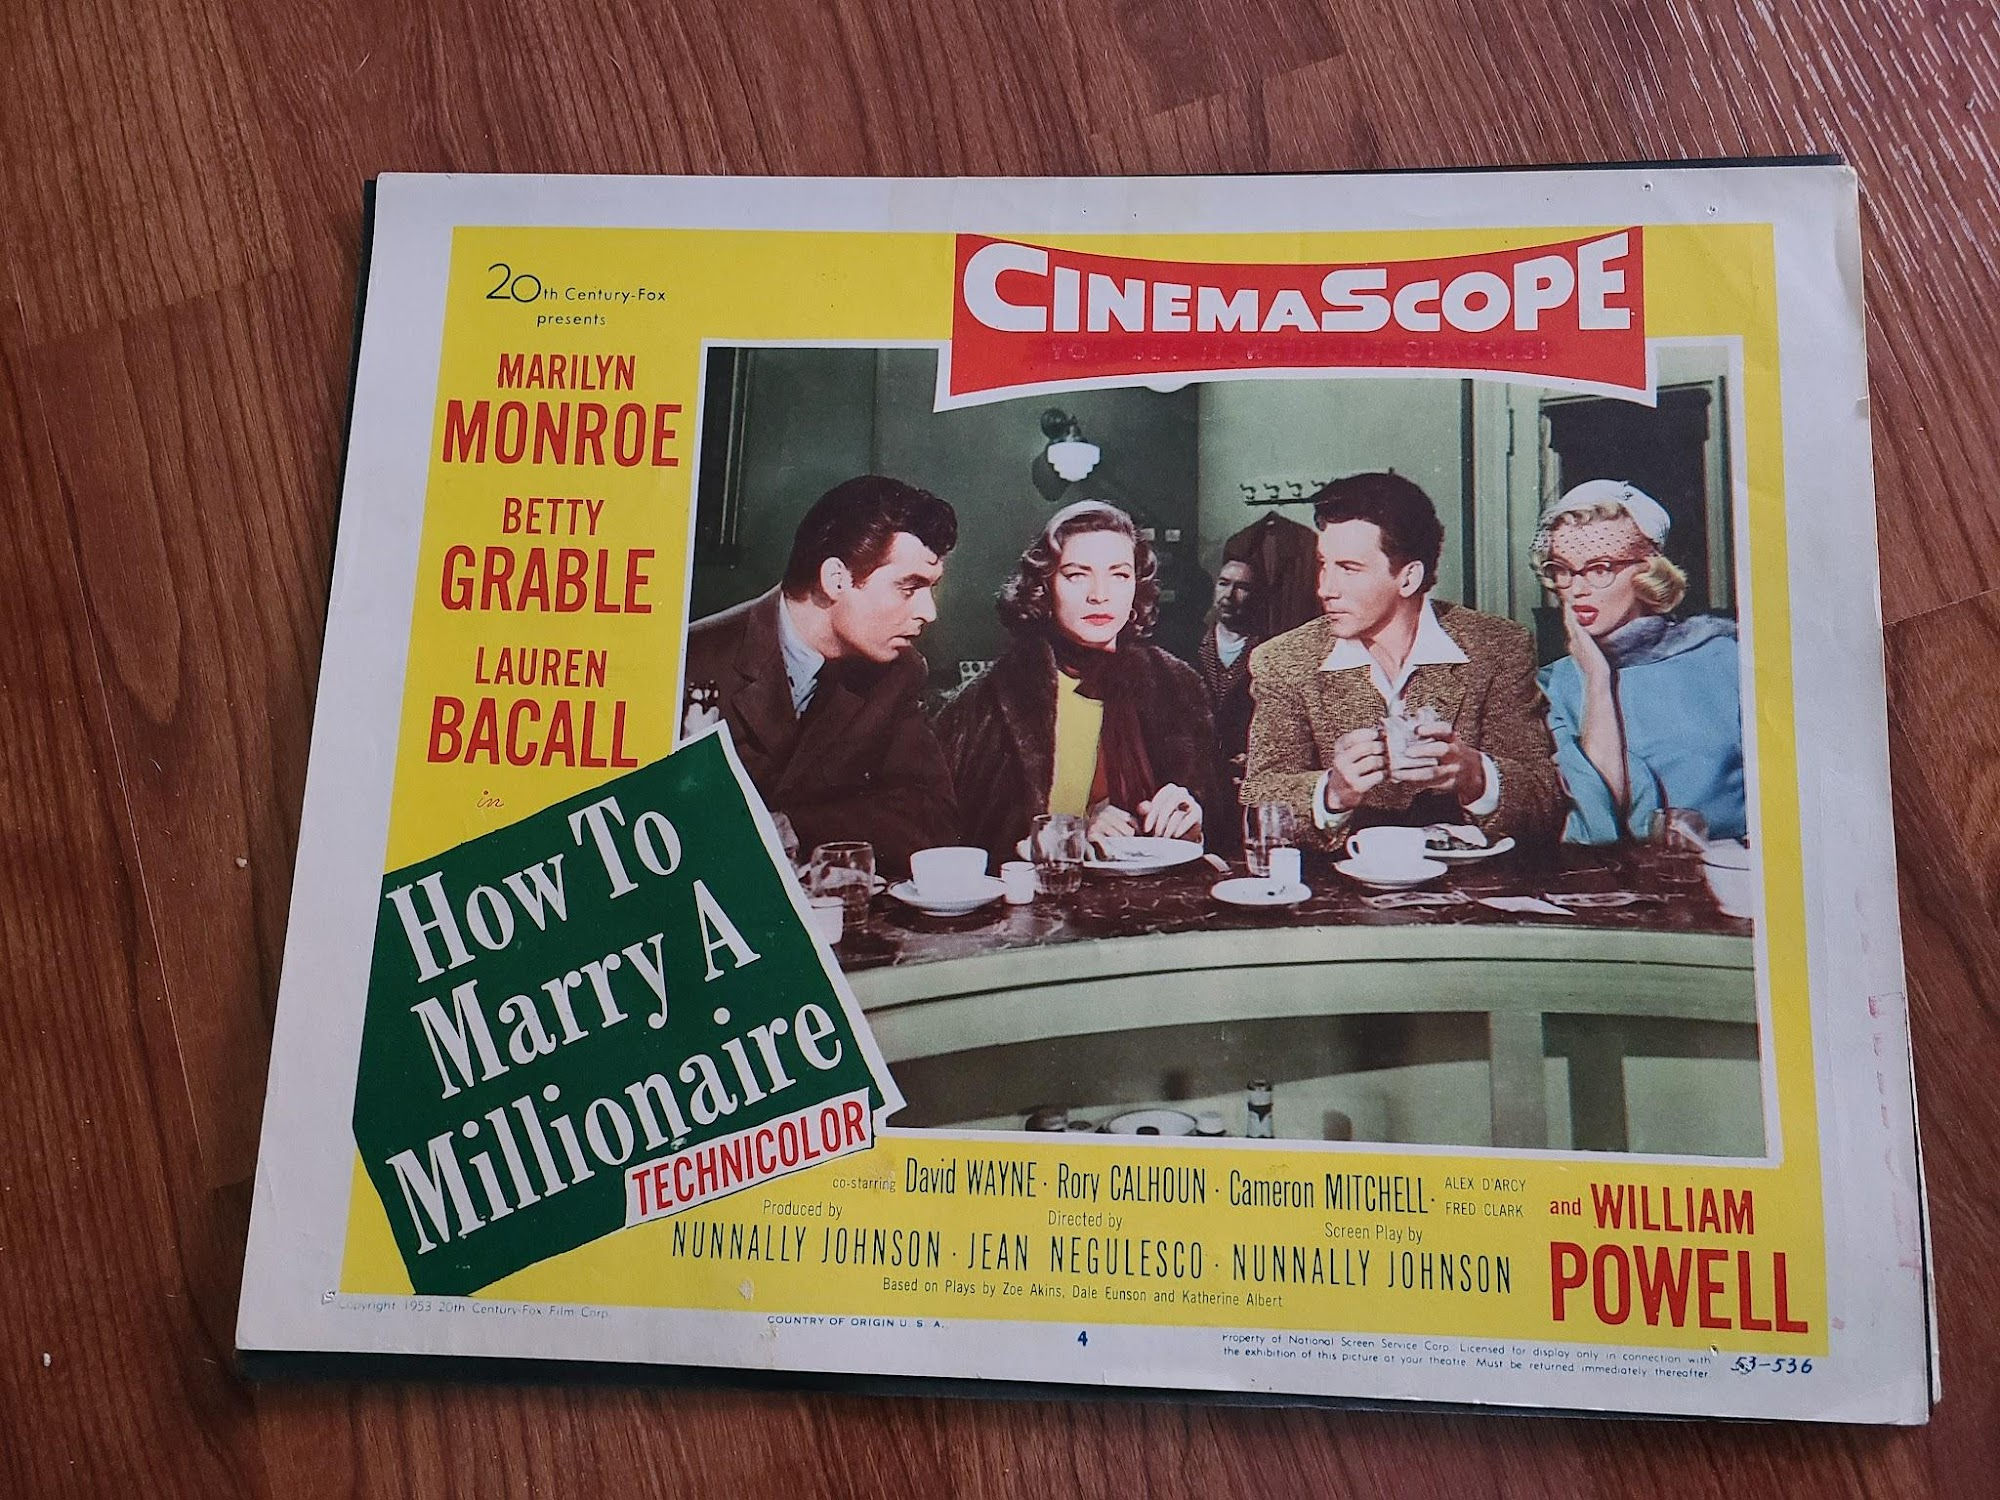 20th Century-Fox
presents
MARILYN
MONROE
BETTY
GRABLE
LAUREN
BACALL
in
How To
Marry A
Millionaire
TECHNICOLOR
CINEMASCOPE
YOU SEE IT WITHOUT GLASSES!
co-starring David WAYNE · Rory CALHOUN · Cameron MITCHELL · ALEX D'ARCY
FRED CLARK
and WILLIAM
POWELL
Produced by
NUNNALLY JOHNSON ·
Directed by
JEAN NEGULESCO ·
Screen Play by
NUNNALLY JOHNSON
Based on Plays by Zoe Akins, Dale Eunson and Katherine Albert
Copyright 1953 20th Century-Fox Film Corp.
COUNTRY OF ORIGIN U. S. A.
4
Property of National Screen Service Corp. Licensed for display only in connection with
the exhibition of this picture at your theatre. Must be returned immediately thereafter.
53-536